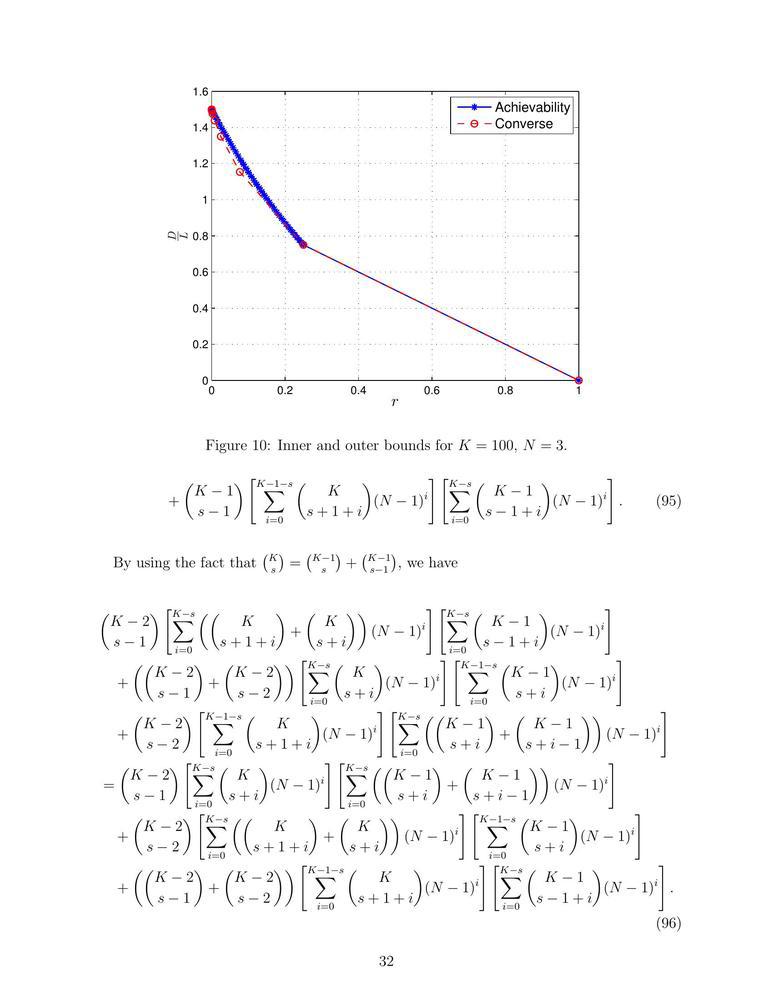 1.6
1.4
1.2
1
0.8
0.6
0.4
0.2
0
D/L
Achievability
Converse
0 0.2 0.4 0.6 0.8 1
r
Figure 10: Inner and outer bounds for K = 100, N = 3.
+ \binom{K-1}{s-1} \left[ \sum_{i=0}^{K-1-s} \binom{K}{s+1+i} (N-1)^i \right] \left[ \sum_{i=0}^{K-s} \binom{K-1}{s-1+i} (N-1)^i \right]. (95)
By using the fact that \binom{K}{s} = \binom{K-1}{s} + \binom{K-1}{s-1}, we have
\binom{K-2}{s-1} \left[ \sum_{i=0}^{K-s} \left( \binom{K}{s+1+i} + \binom{K}{s+i} \right) (N-1)^i \right] \left[ \sum_{i=0}^{K-s} \binom{K-1}{s-1+i} (N-1)^i \right]
+ \left( \binom{K-2}{s-1} + \binom{K-2}{s-2} \right) \left[ \sum_{i=0}^{K-s} \binom{K}{s+i} (N-1)^i \right] \left[ \sum_{i=0}^{K-1-s} \binom{K-1}{s+i} (N-1)^i \right]
+ \binom{K-2}{s-2} \left[ \sum_{i=0}^{K-1-s} \binom{K}{s+1+i} (N-1)^i \right] \left[ \sum_{i=0}^{K-s} \left( \binom{K-1}{s+i} + \binom{K-1}{s+i-1} \right) (N-1)^i \right]
= \binom{K-2}{s-1} \left[ \sum_{i=0}^{K-s} \binom{K}{s+i} (N-1)^i \right] \left[ \sum_{i=0}^{K-s} \left( \binom{K-1}{s+i} + \binom{K-1}{s+i-1} \right) (N-1)^i \right]
+ \binom{K-2}{s-2} \left[ \sum_{i=0}^{K-s} \left( \binom{K}{s+1+i} + \binom{K}{s+i} \right) (N-1)^i \right] \left[ \sum_{i=0}^{K-1-s} \binom{K-1}{s+i} (N-1)^i \right]
+ \left( \binom{K-2}{s-1} + \binom{K-2}{s-2} \right) \left[ \sum_{i=0}^{K-1-s} \binom{K}{s+1+i} (N-1)^i \right] \left[ \sum_{i=0}^{K-s} \binom{K-1}{s-1+i} (N-1)^i \right].
(96)
32